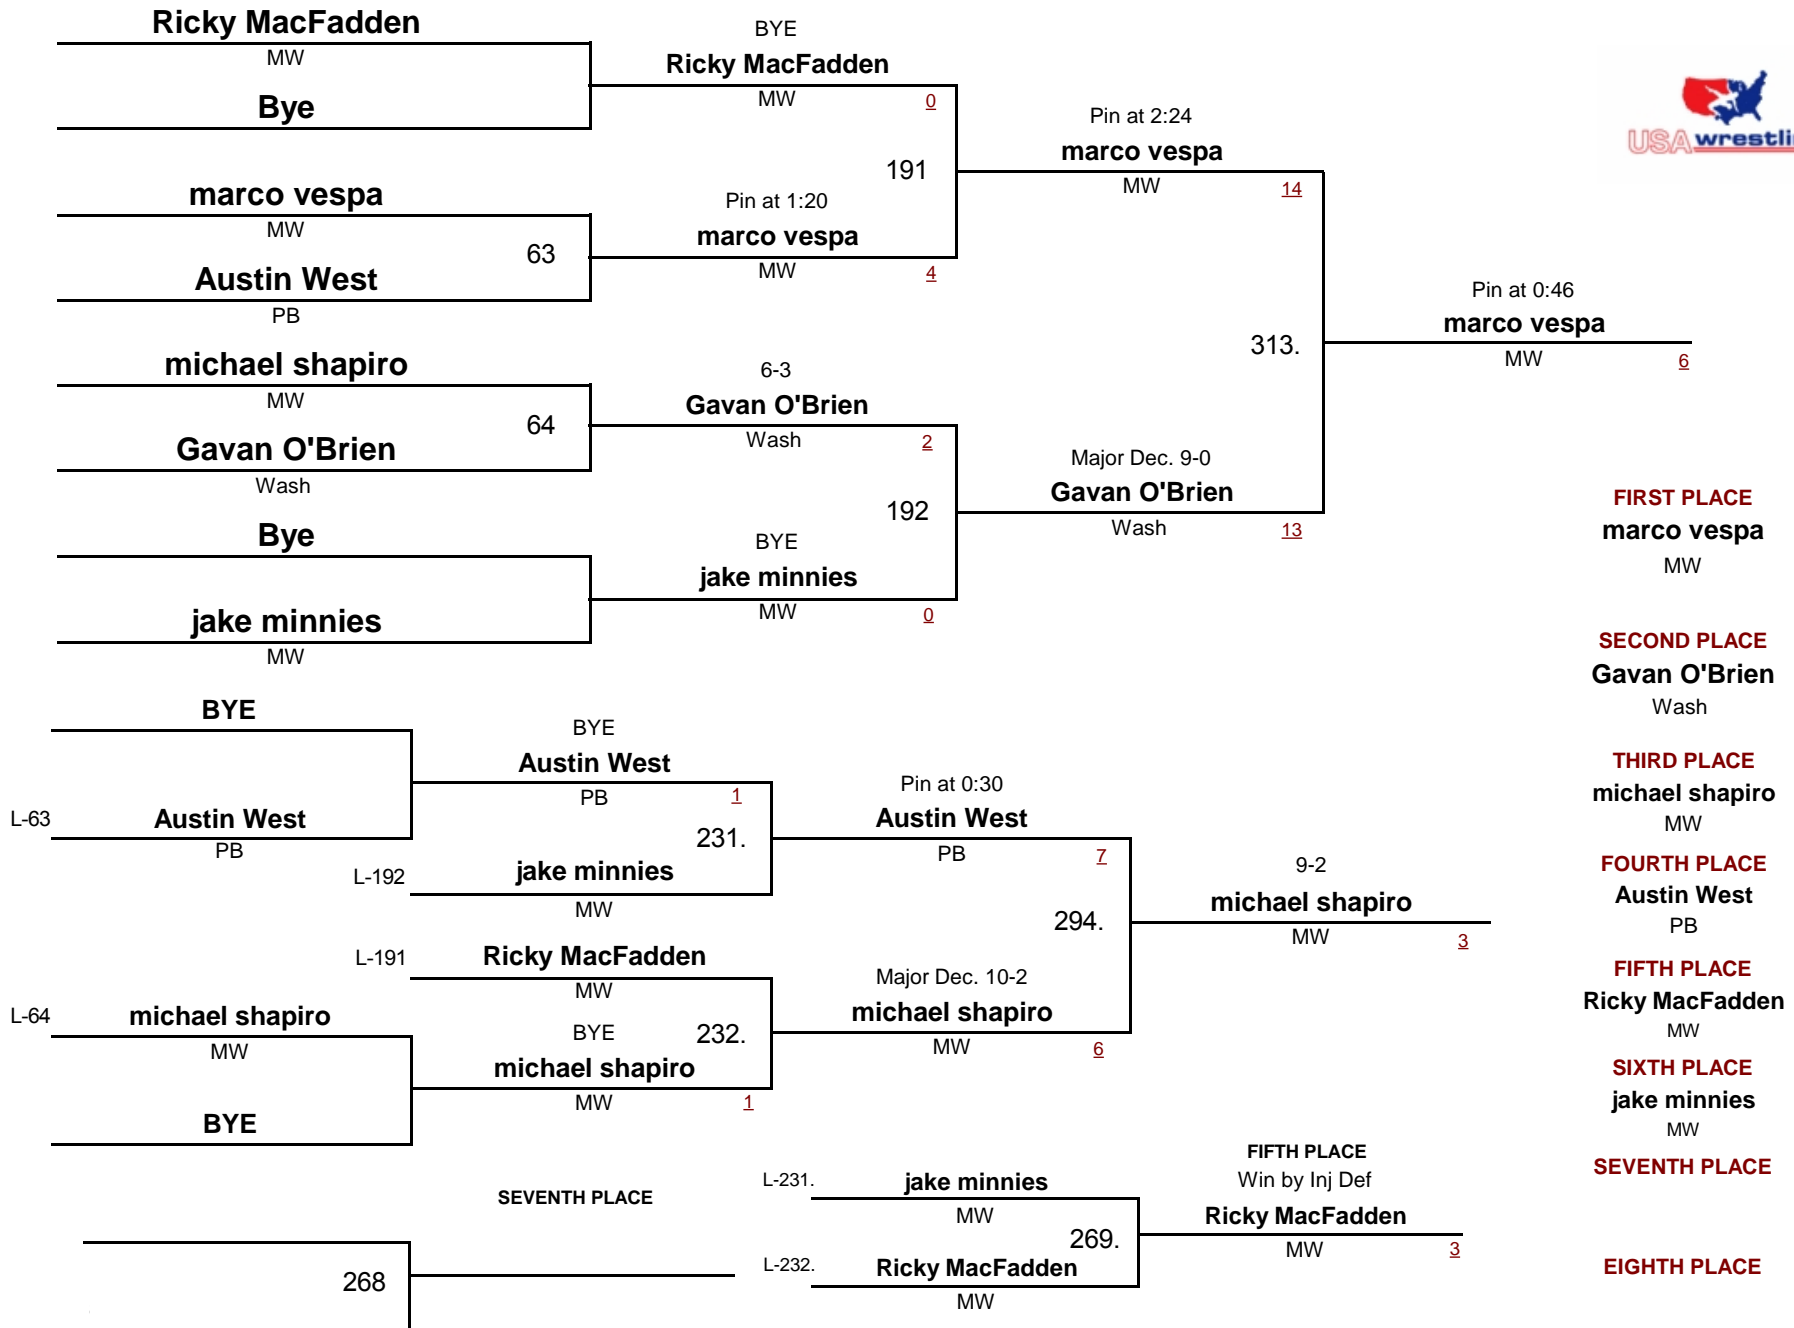 Ricky MacFadden
MW
Bye
marco vespa
MW
63
Austin West
PB
michael shapiro
MW
64
Gavan O'Brien
Wash
Bye
jake minnies
MW
BYE
Ricky MacFadden
MW 0
191
Pin at 1:20
marco vespa
MW 4
6-3
Gavan O'Brien
Wash 2
192
BYE
jake minnies
MW 0
Pin at 2:24
marco vespa
MW 14
313.
Major Dec. 9-0
Gavan O'Brien
Wash 13
Pin at 0:46
marco vespa
MW 6
USA wrestli
FIRST PLACE
marco vespa
MW
SECOND PLACE
Gavan O'Brien
Wash
THIRD PLACE
michael shapiro
MW
FOURTH PLACE
Austin West
PB
FIFTH PLACE
Ricky MacFadden
MW
SIXTH PLACE
jake minnies
MW
SEVENTH PLACE
EIGHTH PLACE
BYE
L-63 Austin West
PB
L-64 michael shapiro
MW
BYE
BYE
Austin West
PB 1
231.
L-192 jake minnies
MW
L-191 Ricky MacFadden
MW
BYE 232.
michael shapiro
MW 1
Pin at 0:30
Austin West
PB 7
294.
Major Dec. 10-2
michael shapiro
MW 6
9-2
michael shapiro
MW 3
SEVENTH PLACE
268
L-231. jake minnies
MW
269.
L-232. Ricky MacFadden
MW
FIFTH PLACE
Win by Inj Def
Ricky MacFadden
MW 3